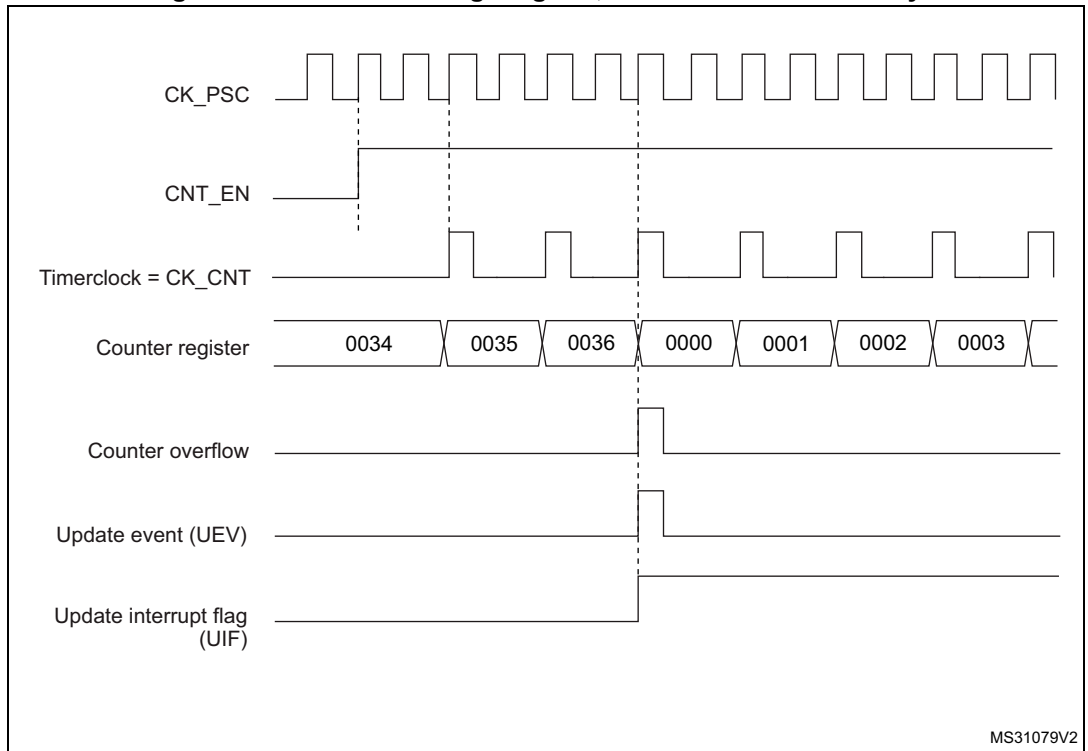 CK_PSC
CNT_EN
Timerclock = CK_CNT
Counter register
0034 0035 0036 0000 0001 0002 0003
Counter overflow
Update event (UEV)
Update interrupt flag
(UIF)
MS31079V2